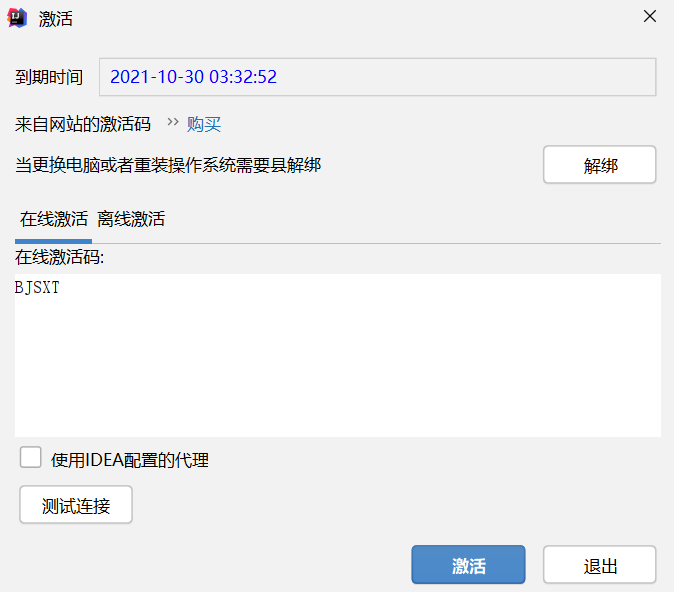 激活
到期时间 2021-10-30 03:32:52
来自网站的激活码 >> 购买
当更换电脑或者重装操作系统需要县解绑 解绑
在线激活 离线激活
在线激活码:
BJSXT
使用IDEA配置的代理
测试连接
激活 退出